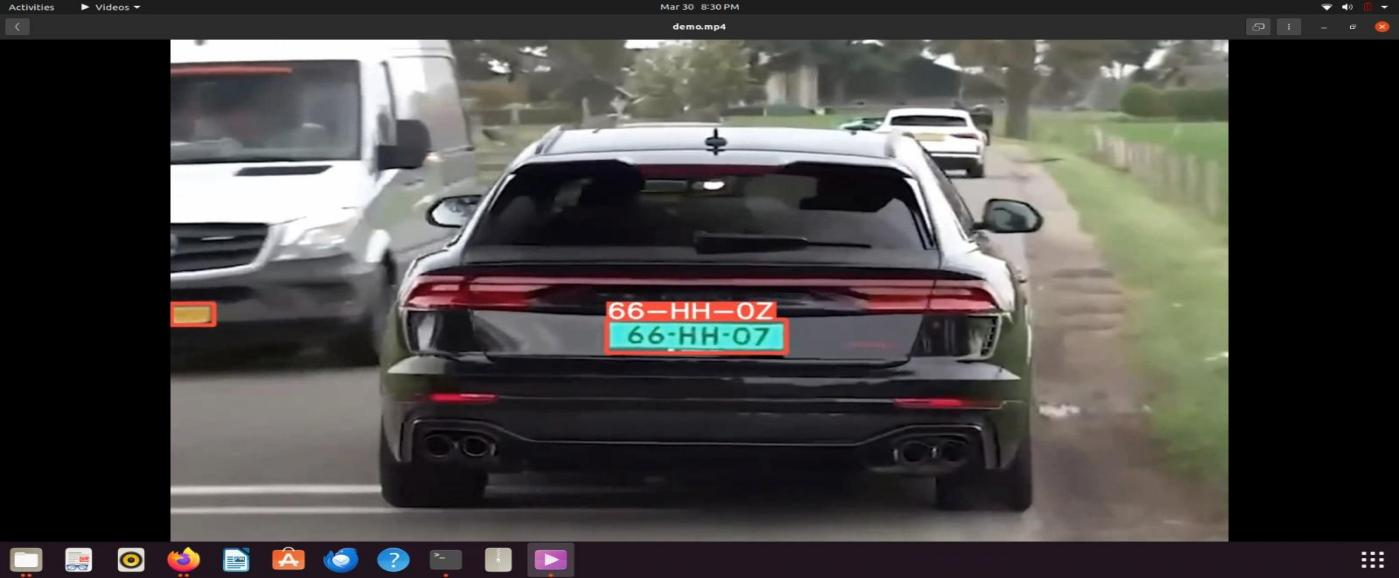 Activities
Videos
Mar 30 8:30 PM
demo.mp4
66-HH-0Z
66-HH-07